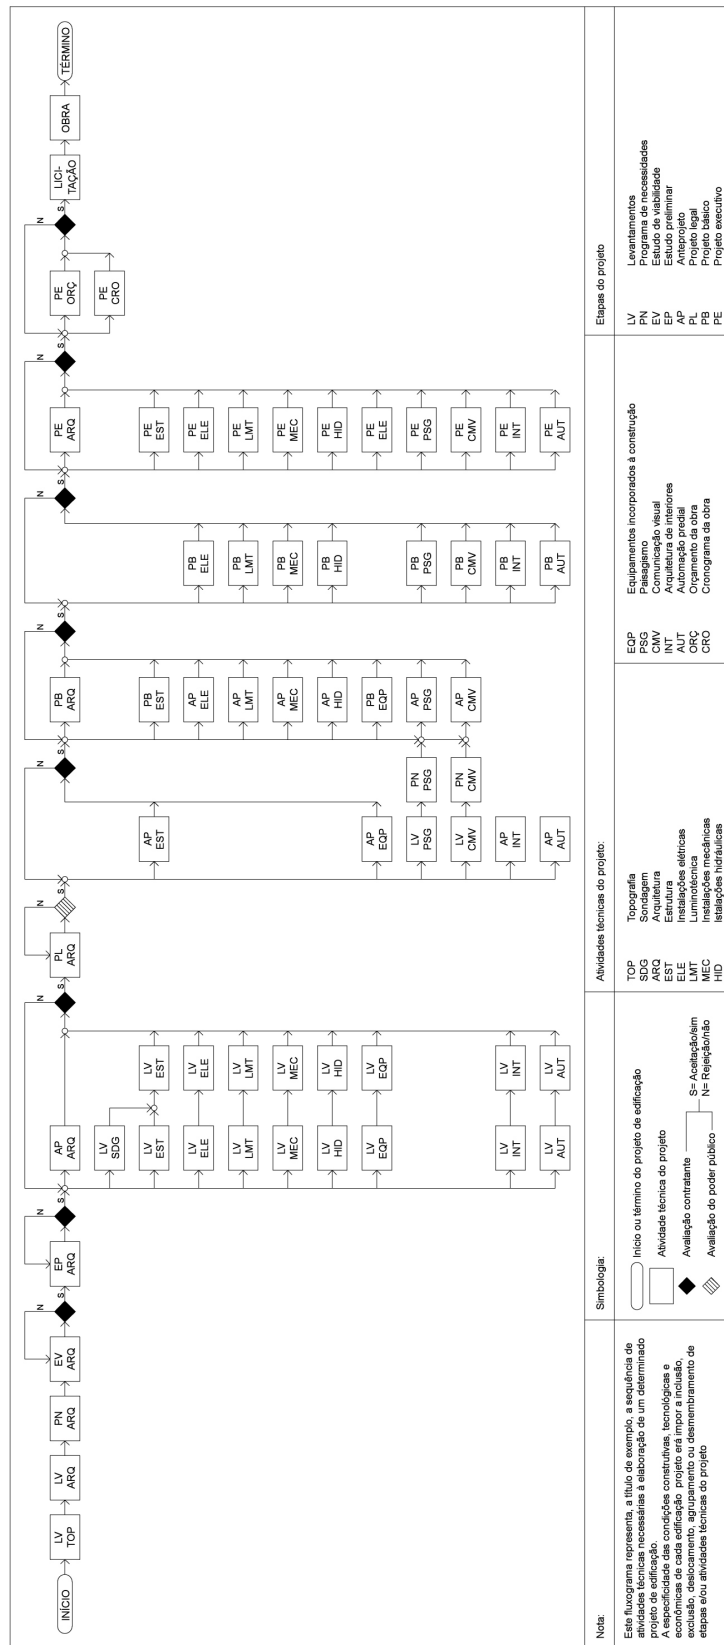 INÍCIO
LV
TOP
LV
ARQ
PN
ARQ
EV
ARQ
N
S
EP
ARQ
N
S
AP
ARQ
LV
SDG
LV
EST
LV
ELE
LV
LMT
LV
MEC
LV
HID
LV
EQP
LV
INT
LV
AUT
LV
EST
LV
ELE
LV
LMT
LV
MEC
LV
HID
LV
EQP
LV
INT
LV
AUT
N
S
PL
ARQ
N
S
AP
EST
AP
EQP
LV
PSG
LV
CMV
AP
INT
AP
AUT
PN
PSG
PN
CMV
N
S
PB
ARQ
PB
EST
AP
ELE
AP
LMT
AP
MEC
AP
HID
PB
EQP
AP
PSG
AP
CMV
N
S
PB
ELE
PB
LMT
PB
MEC
PB
HID
PB
PSG
PB
CMV
PB
INT
PB
AUT
N
S
PE
ARQ
PE
EST
PE
ELE
PE
LMT
PE
MEC
PE
HID
PE
ELE
PE
PSG
PE
CMV
PE
INT
PE
AUT
N
S
PE
ORÇ
PE
CRO
N
S
LICI-
TAÇÃO
OBRA
TÉRMINO
Nota:
Este fluxograma representa, a título de exemplo, a sequência de
atividades técnicas necessárias à elaboração de um determinado
projeto de edificação.
A especificidade das condições construtivas, tecnológicas e
econômicas de cada edificação projeto erá impor a inclusão,
exclusão, deslocamento, agrupamento ou desmembramento de
etapas e/ou atividades técnicas do projeto
Simbologia:
Início ou término do projeto de edificação
Atividade técnica do projeto
Avaliação contratante
Avaliação do poder público
S= Aceitação/sim
N= Rejeição/não
Atividades técnicas do projeto:
TOP Topografia
SDG Sondagem
ARQ Arquitetura
EST Estrutura
ELE Instalações elétricas
LMT Luminotécnica
MEC Instalações mecânicas
HID Istalações hidráulicas
EQP Equipamentos incorporados à construção
PSG Paisagismo
CMV Comunicação visual
INT Arquitetura de interiores
AUT Automação predial
ORÇ Orçamento da obra
CRO Cronograma da obra
Etapas do projeto
LV Levantamentos
PN Programa de necessidades
EV Estudo de viabilidade
EP Estudo preliminar
AP Anteprojeto
PL Projeto legal
PB Projeto básico
PE Projeto executivo